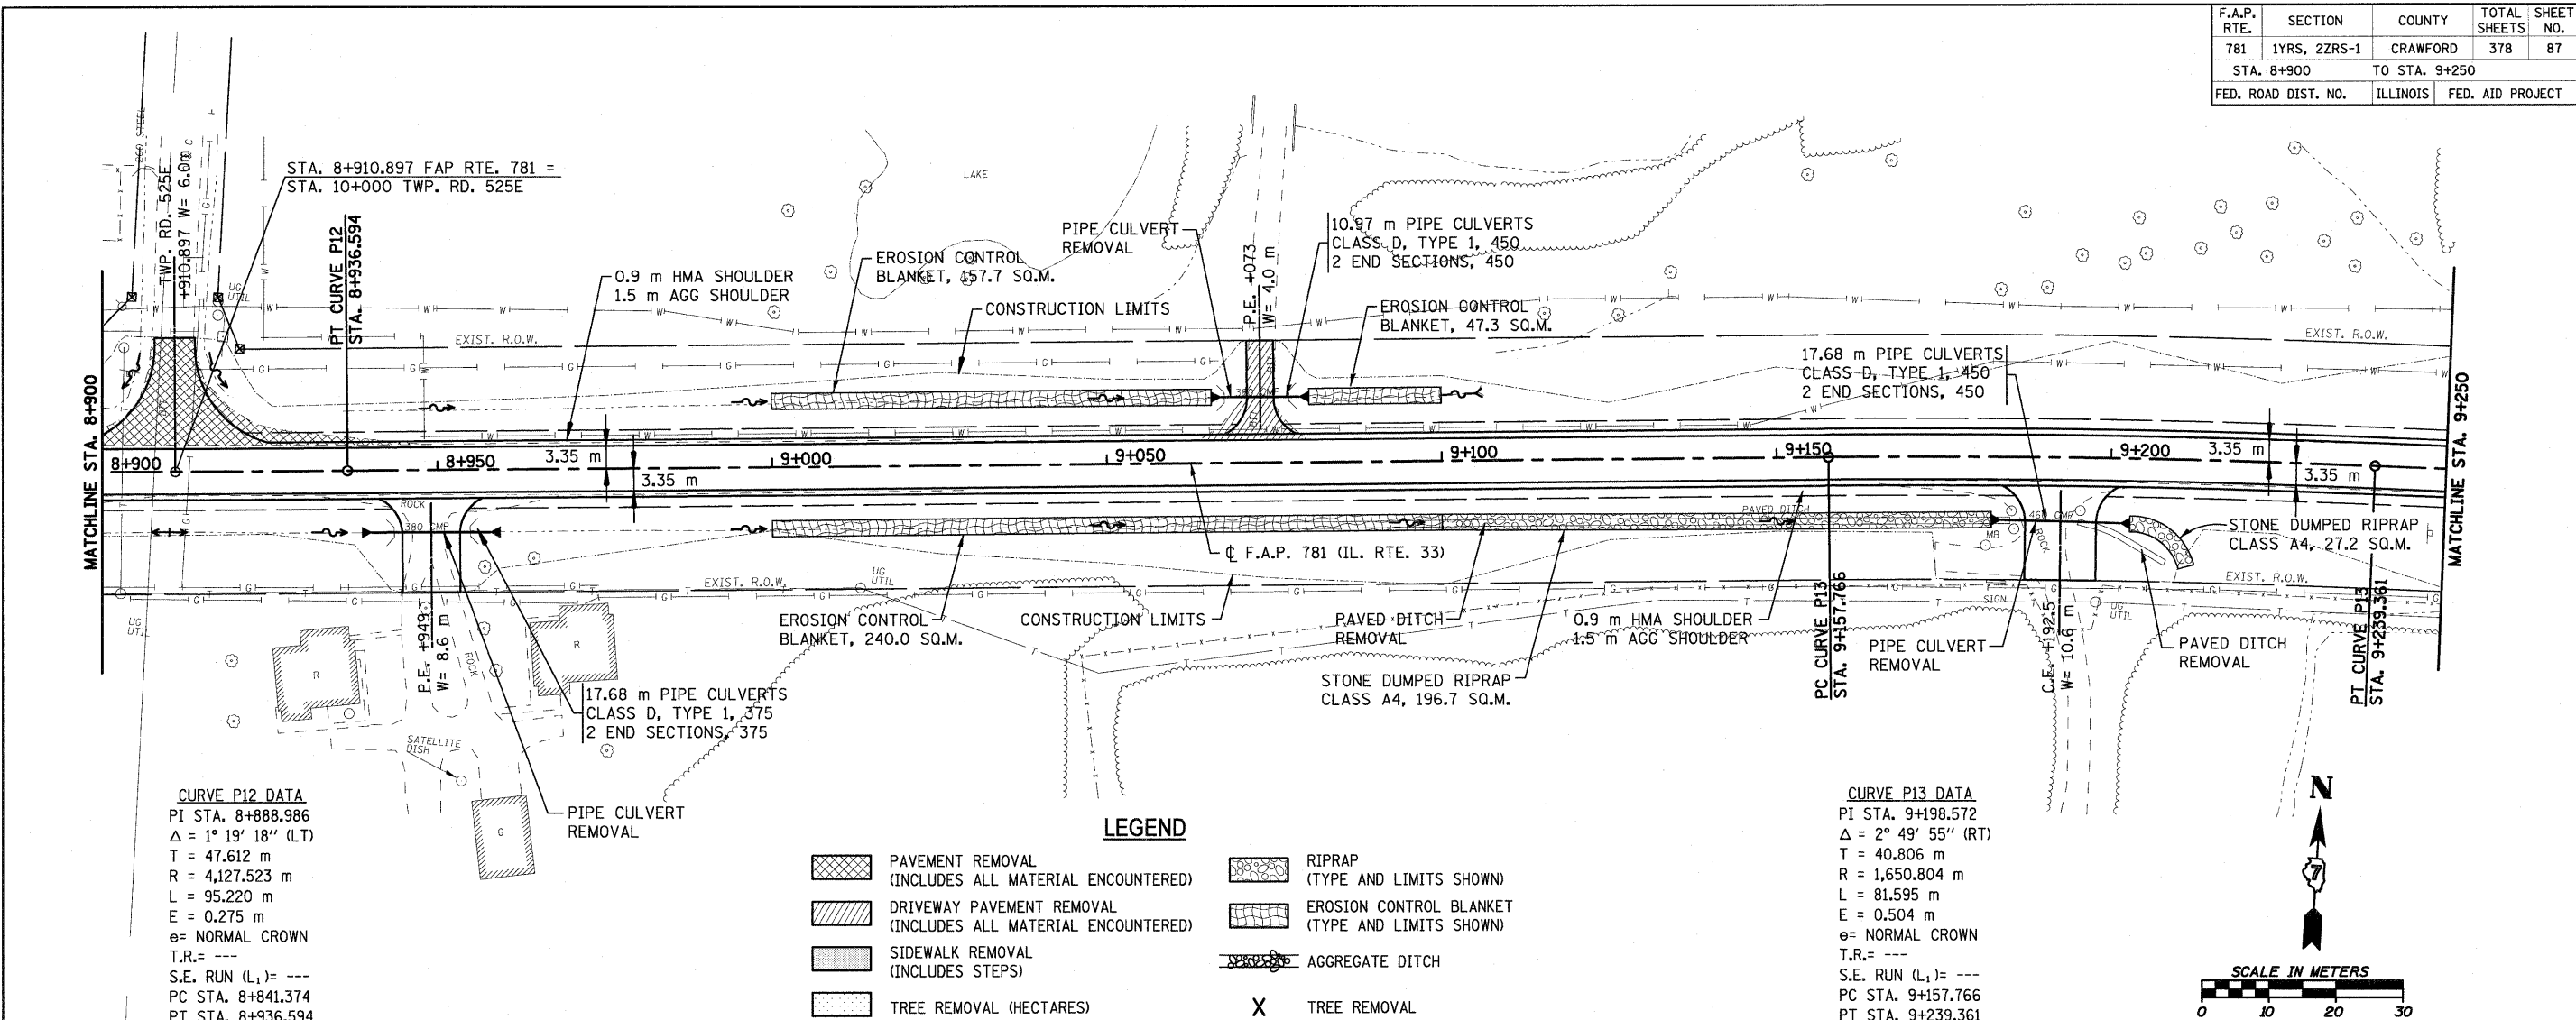 F.A.P. RTE. SECTION COUNTY TOTAL SHEETS SHEET NO.
781 1YRS, 2ZRS-1 CRAWFORD 378 87
STA. 8+900 TO STA. 9+250
FED. ROAD DIST. NO. ILLINOIS FED. AID PROJECT
STA. 8+910.897 FAP RTE. 781 =
STA. 10+000 TWP. RD. 525E
TWP. RD. 525E
+910.897 W= 6.0m
PT CURVE P12
STA. 8+936.594
UG
UTIL
0.9 m HMA SHOULDER
1.5 m AGG SHOULDER
EROSION CONTROL
BLANKET, 157.7 SQ.M.
CONSTRUCTION LIMITS
LAKE
PIPE CULVERT
REMOVAL
P.E. +073
W= 4.0 m
10.97 m PIPE CULVERTS
CLASS D, TYPE 1, 450
2 END SECTIONS, 450
EROSION CONTROL
BLANKET, 47.3 SQ.M.
17.68 m PIPE CULVERTS
CLASS D, TYPE 1, 450
2 END SECTIONS, 450
EXIST. R.O.W.
EXIST. R.O.W.
MATCHLINE STA. 8+900
MATCHLINE STA. 9+250
8+900
8+950
9+000
9+050
9+100
9+150
9+200
3.35 m
3.35 m
3.35 m
3.35 m
ROCK
380 CMP
PAVED DITCH
MB
ROCK
STONE DUMPED RIPRAP
CLASS A4, 27.2 SQ.M.
℄ F.A.P. 781 (IL. RTE. 33)
EXIST. R.O.W.
EXIST. R.O.W.
UG
UTIL
UG
UTIL
SIGN
UG
UTIL
EROSION CONTROL
BLANKET, 240.0 SQ.M.
CONSTRUCTION LIMITS
PAVED DITCH
REMOVAL
0.9 m HMA SHOULDER
1.5 m AGG SHOULDER
PC CURVE P13
STA. 9+157.766
PIPE CULVERT
REMOVAL
C.E. +192.5
W= 10.6 m
PAVED DITCH
REMOVAL
PT CURVE P13
STA. 9+239.361
STONE DUMPED RIPRAP
CLASS A4, 196.7 SQ.M.
P.E. +949
W= 8.6 m
ROCK
R
R
G
SATELLITE
DISH
17.68 m PIPE CULVERTS
CLASS D, TYPE 1, 375
2 END SECTIONS, 375
PIPE CULVERT
REMOVAL
CURVE P12 DATA
PI STA. 8+888.986
Δ = 1° 19' 18" (LT)
T = 47.612 m
R = 4,127.523 m
L = 95.220 m
E = 0.275 m
e= NORMAL CROWN
T.R.= ---
S.E. RUN (L₁)= ---
PC STA. 8+841.374
PT STA. 8+936.594
LEGEND
PAVEMENT REMOVAL
(INCLUDES ALL MATERIAL ENCOUNTERED)
DRIVEWAY PAVEMENT REMOVAL
(INCLUDES ALL MATERIAL ENCOUNTERED)
SIDEWALK REMOVAL
(INCLUDES STEPS)
TREE REMOVAL (HECTARES)
RIPRAP
(TYPE AND LIMITS SHOWN)
EROSION CONTROL BLANKET
(TYPE AND LIMITS SHOWN)
AGGREGATE DITCH
X TREE REMOVAL
CURVE P13 DATA
PI STA. 9+198.572
Δ = 2° 49' 55" (RT)
T = 40.806 m
R = 1,650.804 m
L = 81.595 m
E = 0.504 m
e= NORMAL CROWN
T.R.= ---
S.E. RUN (L₁)= ---
PC STA. 9+157.766
PT STA. 9+239.361
N
7
SCALE IN METERS
0 10 20 30